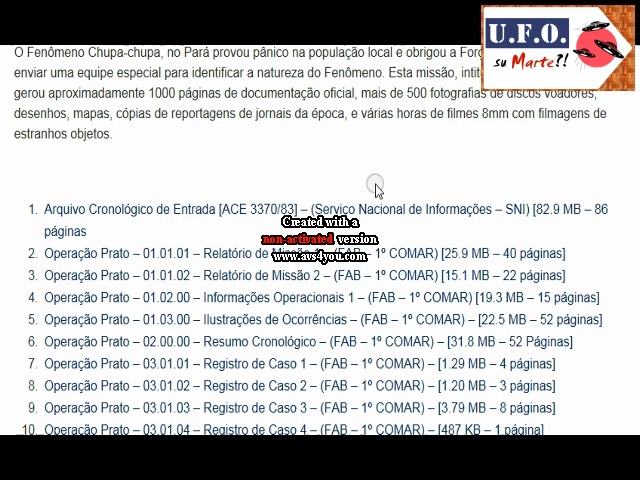 U.F.O.
su Marte?!
O Fenômeno Chupa-chupa, no Pará provou pânico na população local e obrigou a
enviar uma equipe especial para identificar a natureza do Fenômeno. Esta missão,
gerou aproximadamente 1000 páginas de documentação oficial, mais de 500 fotografias de discos voadores,
desenhos, mapas, cópias de reportagens de jornais da época, e várias horas de filmes 8mm com filmagens de
estranhos objetos.
1. Arquivo Cronológico de Entrada [ACE 3370/83] – (Serviço Nacional de Informações – SNI) [82.9 MB – 86
páginas
Created with a
non-activated version
www.avs4you.com
2. Operação Prato – 01.01.01 – Relatório de 1 – (FAB – 1º COMAR) [25.9 MB – 40 páginas]
3. Operação Prato – 01.01.02 – Relatório de Missão 2 – (FAB – 1º COMAR) [15.1 MB – 22 páginas]
4. Operação Prato – 01.02.00 – Informações Operacionais 1 – (FAB – 1º COMAR) [19.3 MB – 15 páginas]
5. Operação Prato – 01.03.00 – Ilustrações de Ocorrências – (FAB – 1º COMAR) – [22.5 MB – 52 páginas]
6. Operação Prato – 02.00.00 – Resumo Cronológico – (FAB – 1º COMAR) – [31.8 MB – 52 Páginas]
7. Operação Prato – 03.01.01 – Registro de Caso 1 – (FAB – 1º COMAR) – [1.29 MB – 4 páginas]
8. Operação Prato – 03.01.02 – Registro de Caso 2 – (FAB – 1º COMAR) – [1.20 MB – 3 páginas]
9. Operação Prato – 03.01.03 – Registro de Caso 3 – (FAB – 1º COMAR) – [3.79 MB – 8 páginas]
10. Operação Prato – 03.01.04 – Registro de Caso 4 – (FAB – 1º COMAR) – [487 KB – 1 página]